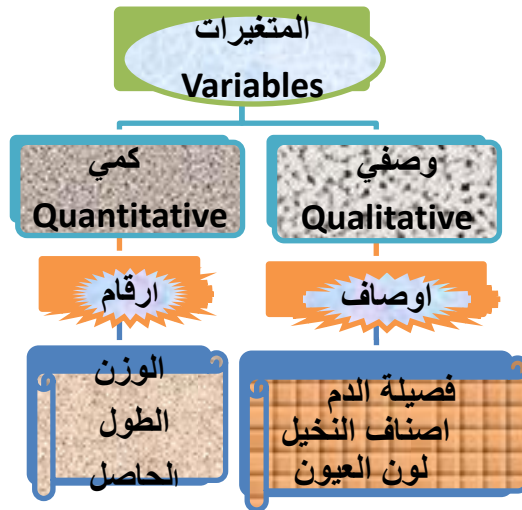 المتغيرات
Variables
وصفي
Qualitative
كمي
Quantitative
اوصاف
ارقام
فصيلة الدم
اصناف النخيل
لون العيون
الوزن
الطول
الحاصل